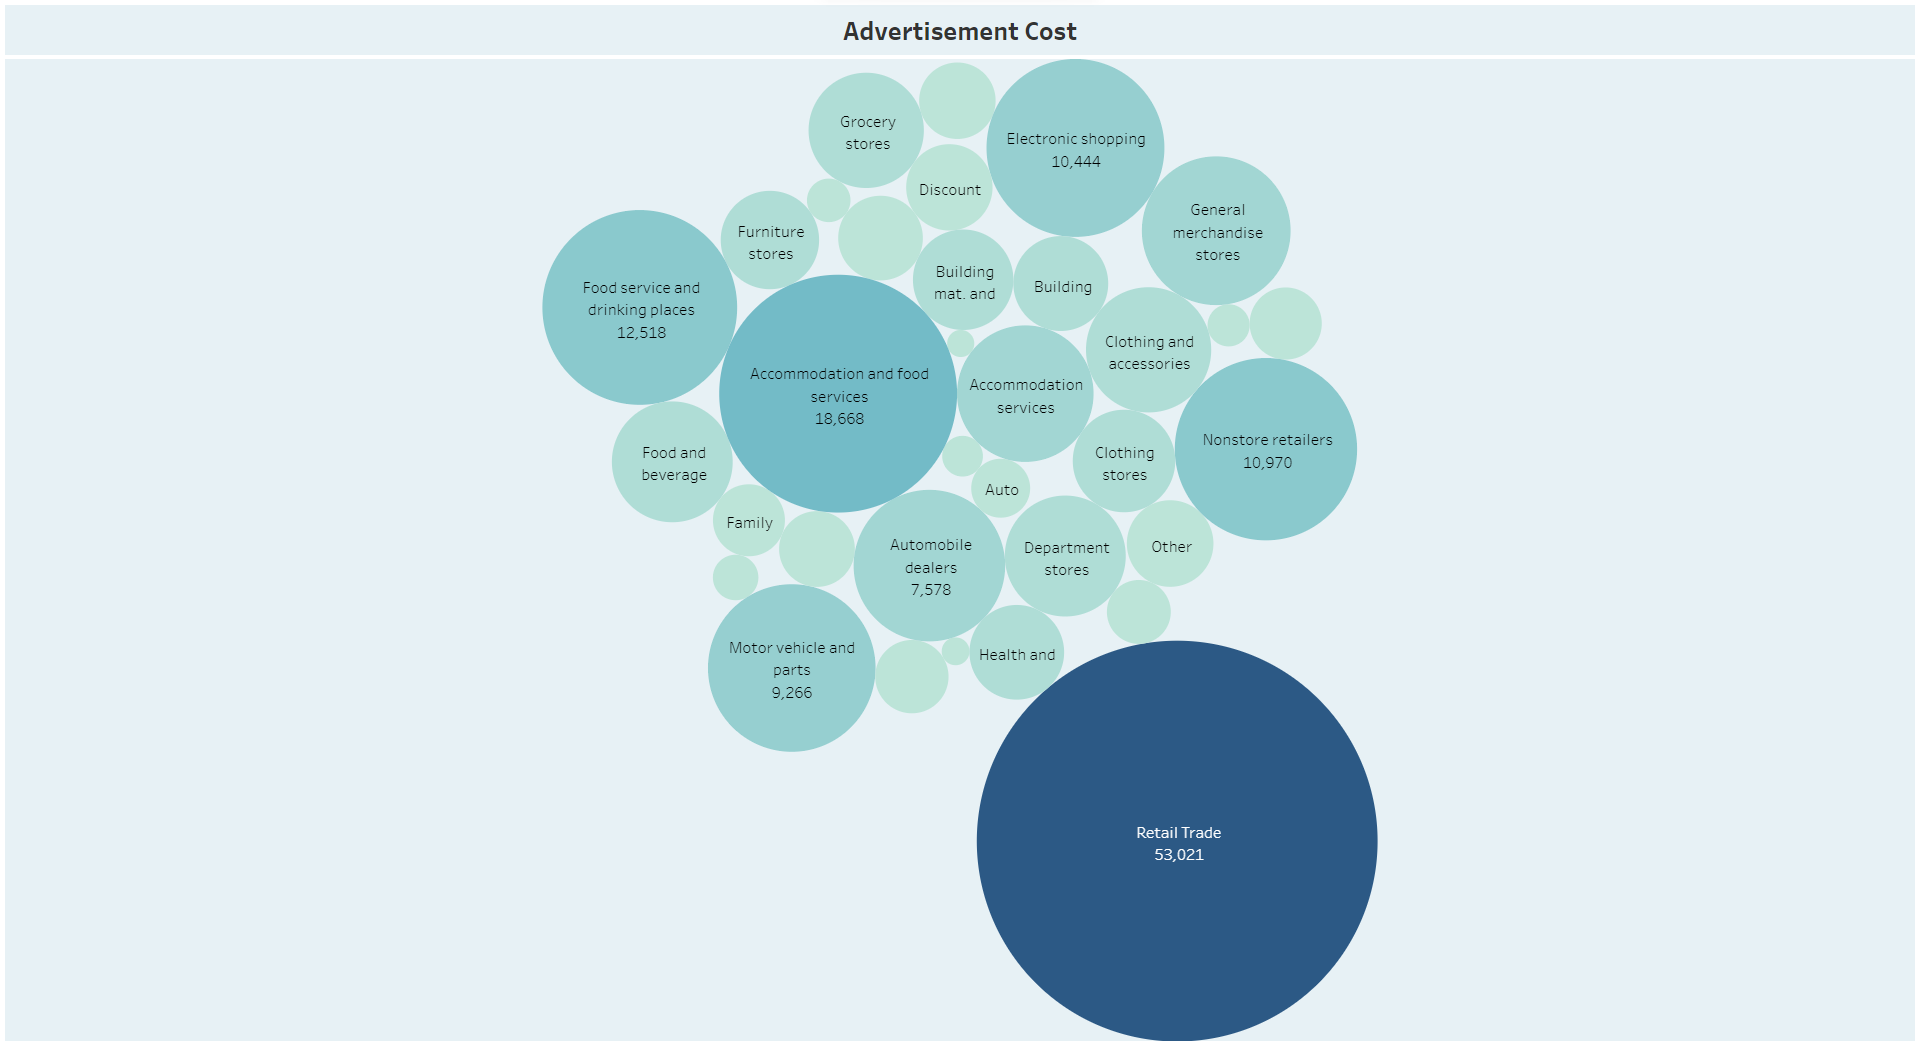 Advertisement Cost
Grocery
stores
Electronic shopping
10,444
Discount
General
merchandise
stores
Furniture
stores
Food service and
drinking places
12,518
Building
mat. and
Building
Clothing and
accessories
Accommodation and food
services
18,668
Accommodation
services
Nonstore retailers
10,970
Food and
beverage
Clothing
stores
Auto
Family
Automobile
dealers
7,578
Department
stores
Other
Motor vehicle and
parts
9,266
Health and
Retail Trade
53,021